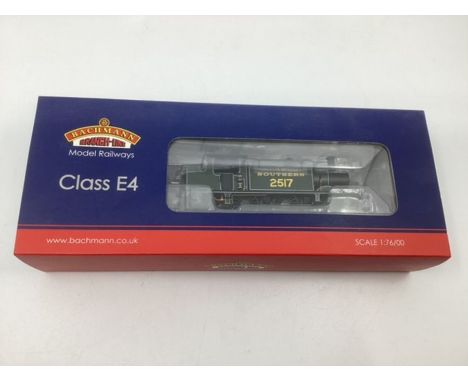 BACHMANN
BRANCH-LINE
Model Railways
Class E4
SOUTHERN
2517
www.bachmann.co.uk
SCALE 1:76/00